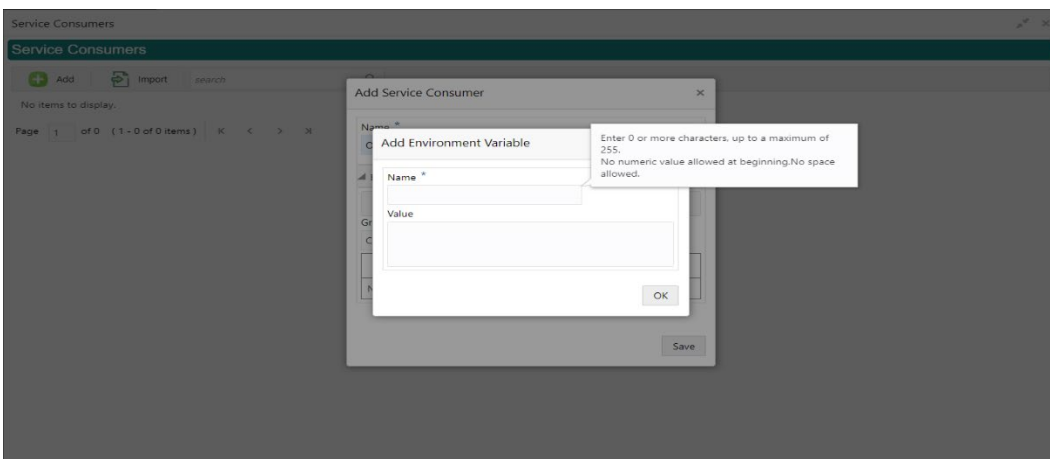 Service Consumers
Service Consumers
Add Import search
No items to display.
Page 1 of 0 (1 - 0 of 0 items)
Add Service Consumer
Name *
Add Environment Variable
Enter 0 or more characters, up to a maximum of
255.
No numeric value allowed at beginning.No space
allowed.
Name *
Value
OK
Save